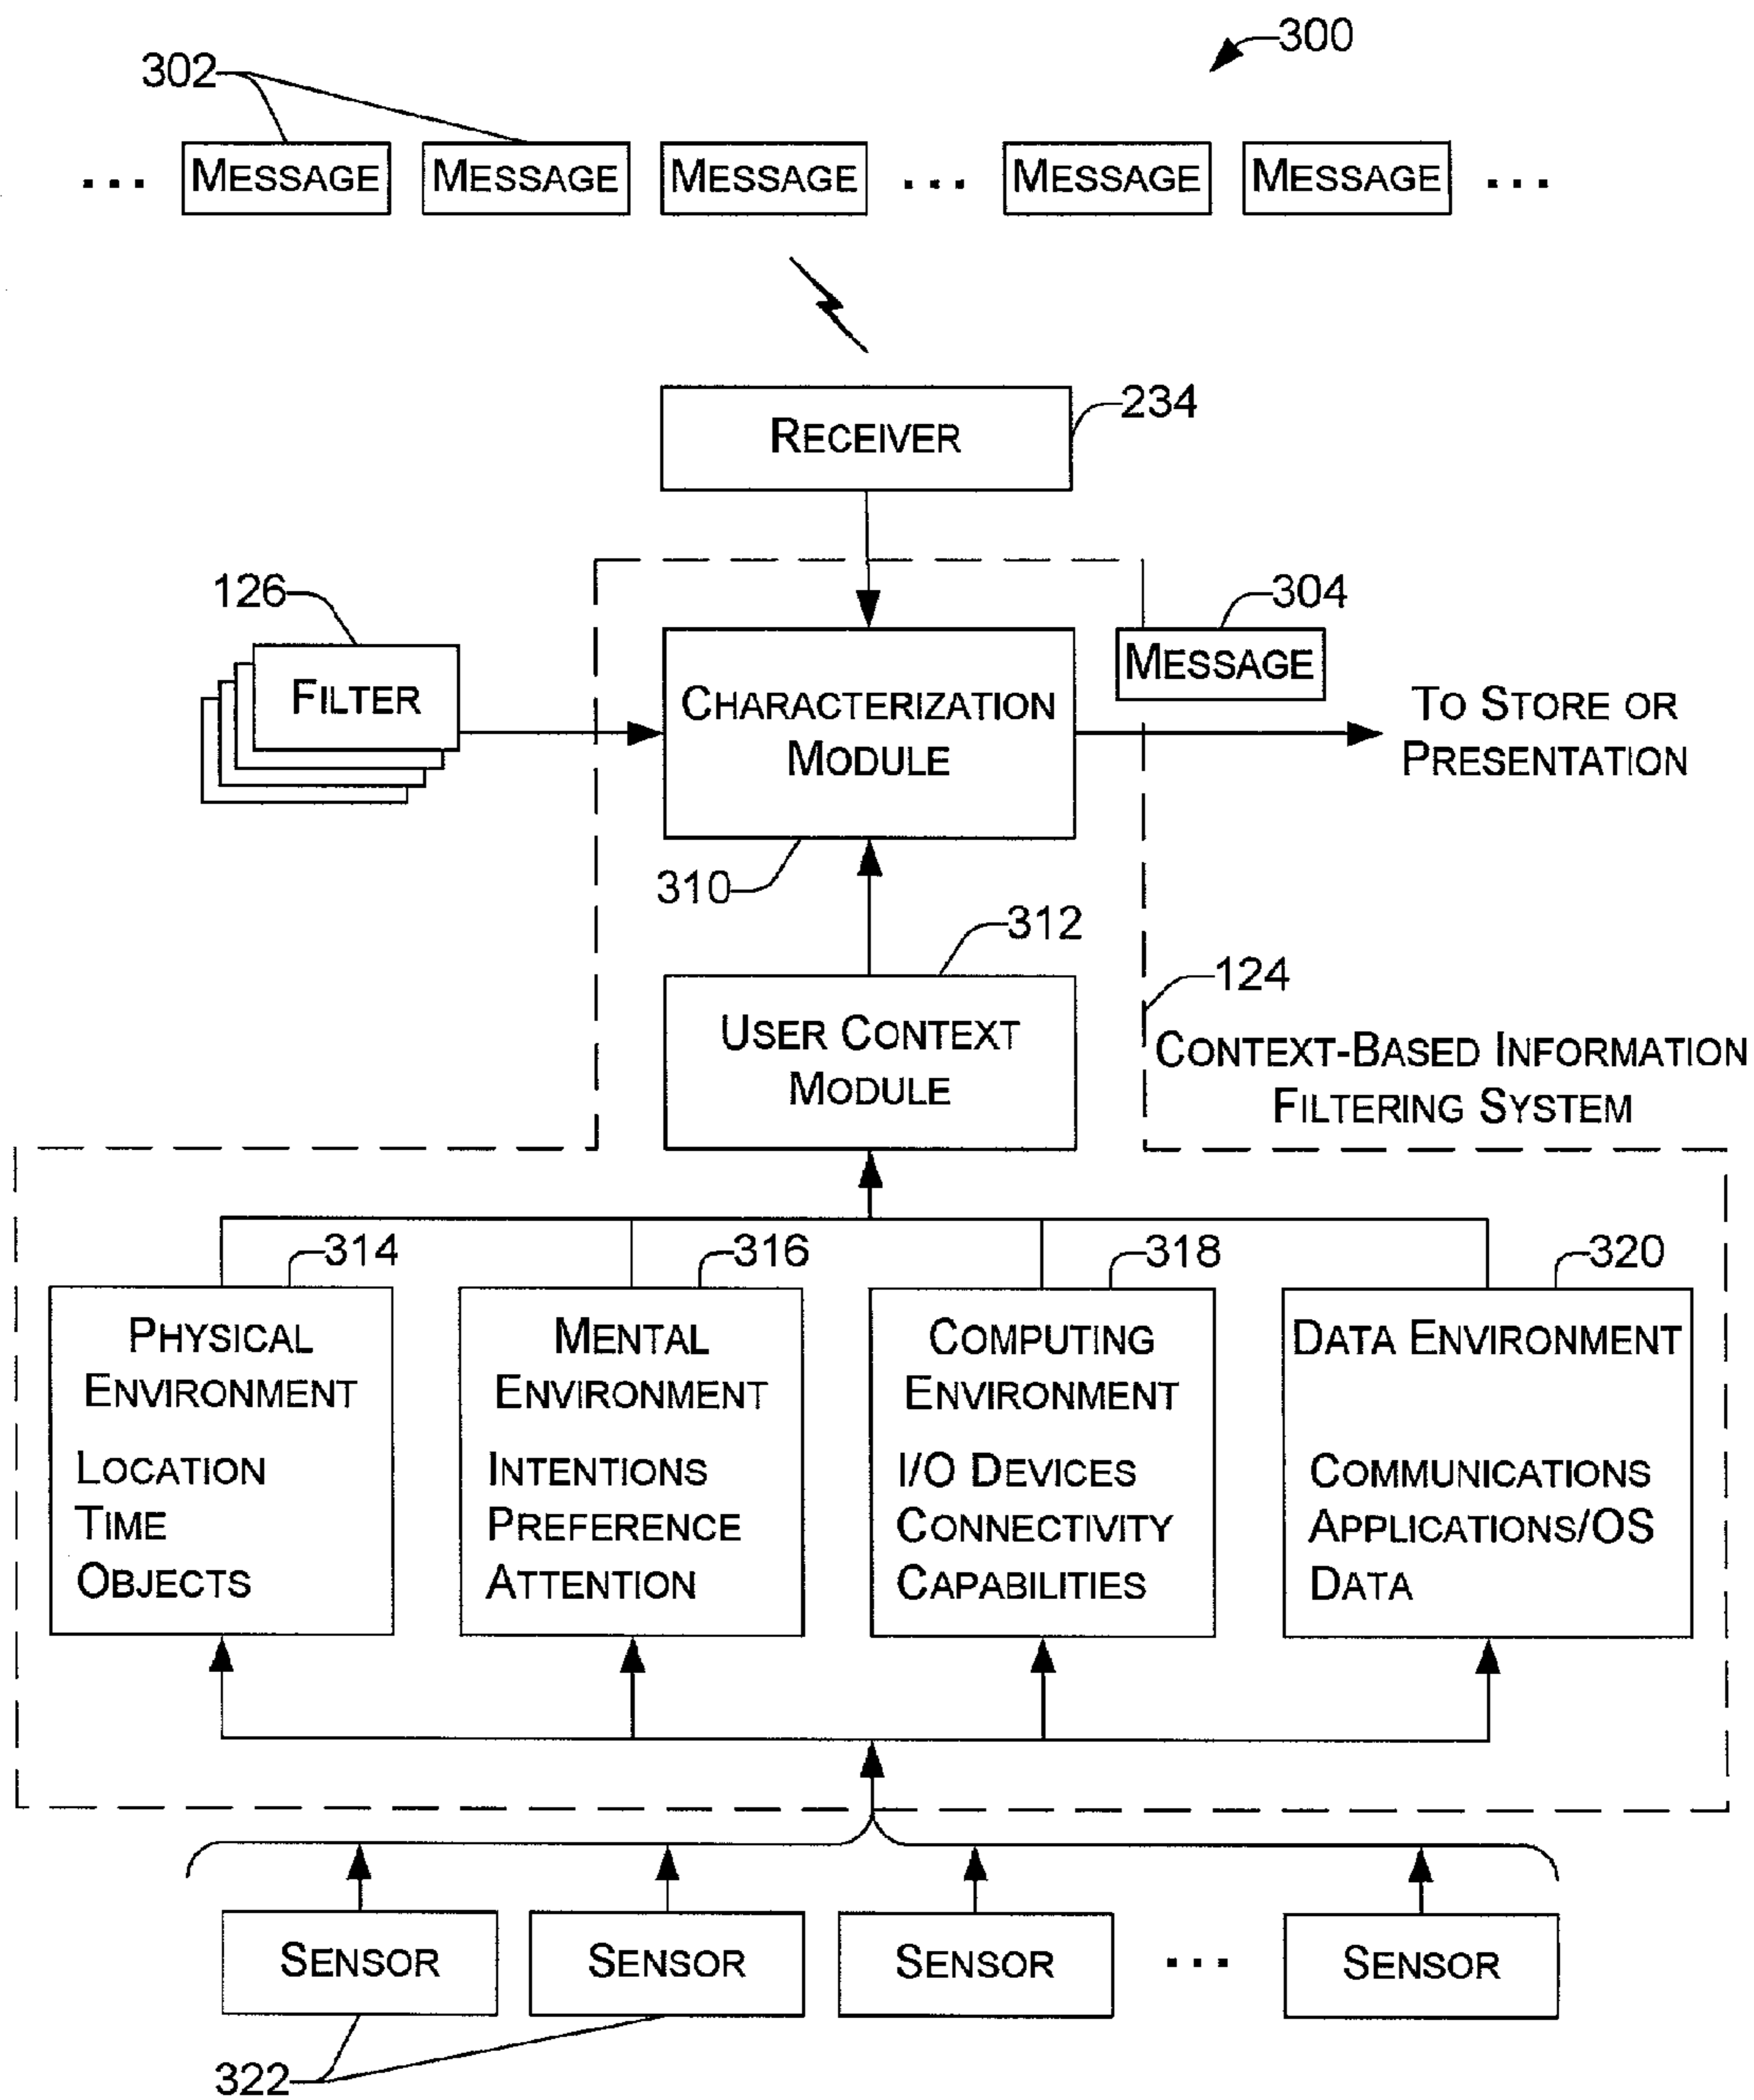 300
302
... MESSAGE MESSAGE MESSAGE ... MESSAGE MESSAGE ...
RECEIVER
234
126
FILTER
304
MESSAGE
CHARACTERIZATION
MODULE
TO STORE OR
PRESENTATION
310
312
USER CONTEXT
MODULE
124
CONTEXT-BASED INFORMATION
FILTERING SYSTEM
314
PHYSICAL
ENVIRONMENT
LOCATION
TIME
OBJECTS
316
MENTAL
ENVIRONMENT
INTENTIONS
PREFERENCE
ATTENTION
318
COMPUTING
ENVIRONMENT
I/O DEVICES
CONNECTIVITY
CAPABILITIES
320
DATA ENVIRONMENT
COMMUNICATIONS
APPLICATIONS/OS
DATA
SENSOR SENSOR SENSOR ... SENSOR
322